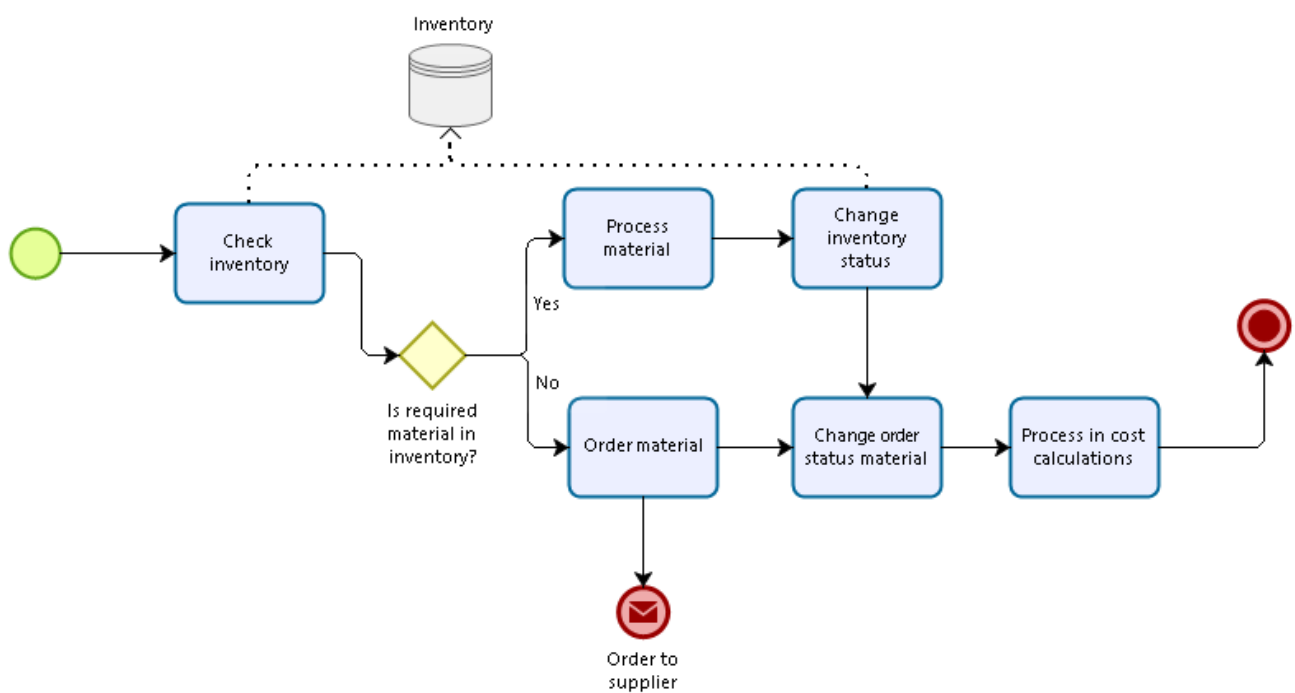 Inventory
Check
inventory
Process
material
Change
inventory
status
Yes
No
Is required
material in
inventory?
Order material
Change order
status material
Process in cost
calculations
Order to
supplier